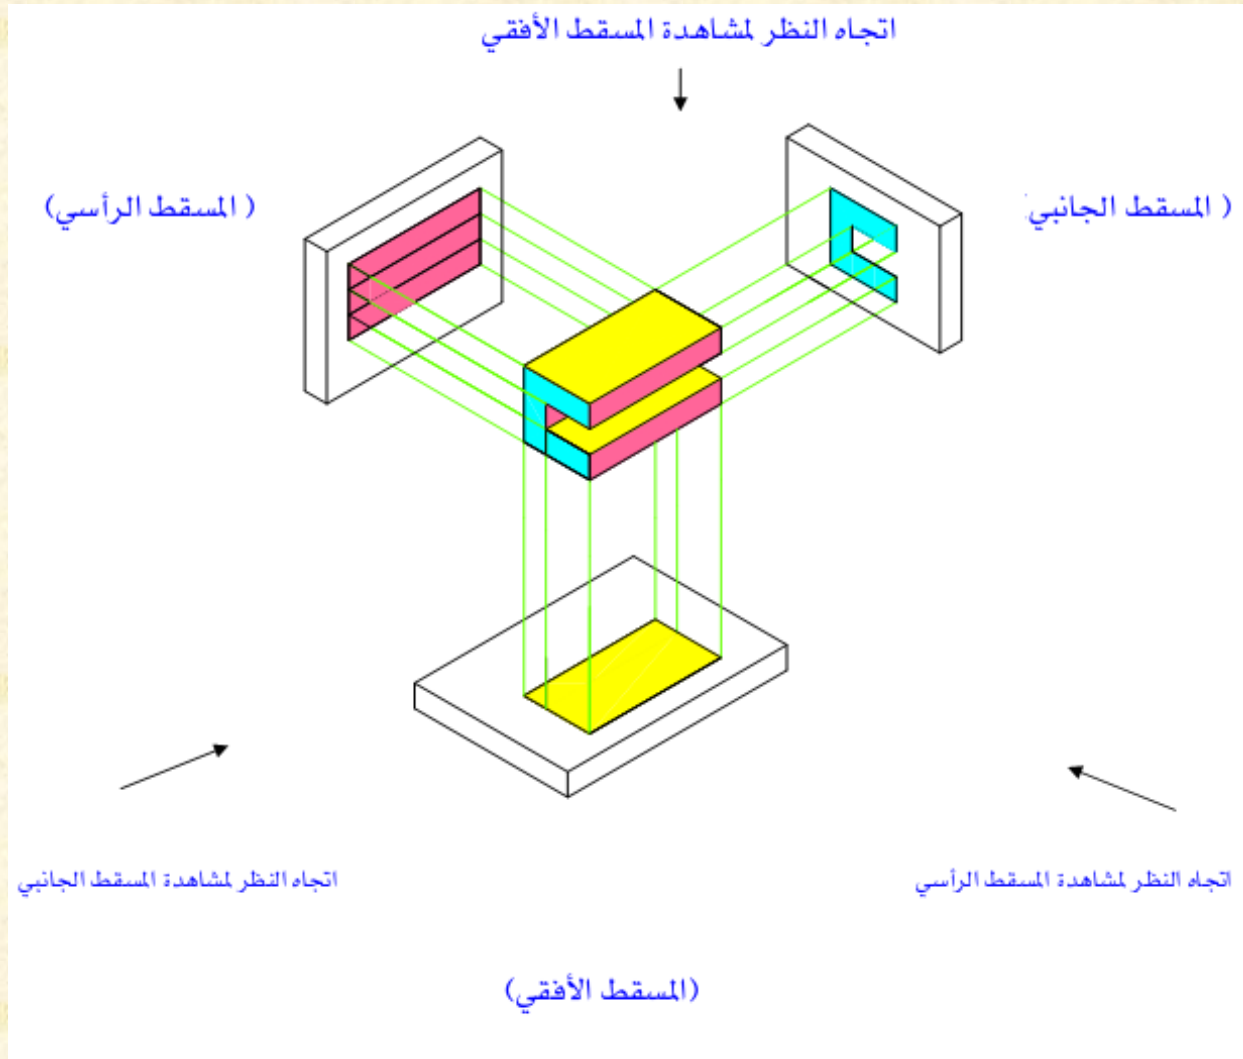 اتجاه النظر لمشاهدة المسقط الأفقي
( المسقط الجانبي)
( المسقط الرأسي)
اتجاه النظر لمشاهدة المسقط الرأسي
اتجاه النظر لمشاهدة المسقط الجانبي
(المسقط الأفقي)